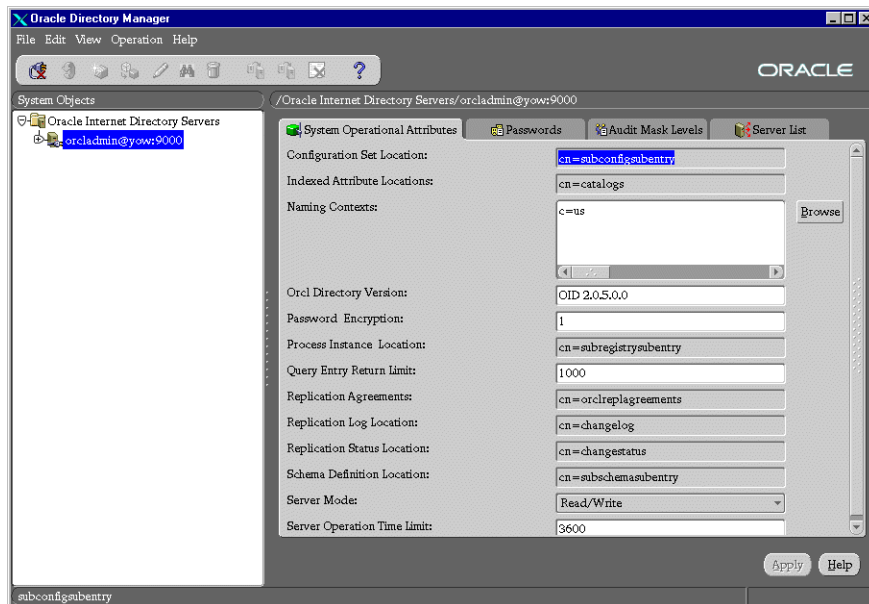 Oracle Directory Manager
File Edit View Operation Help
ORACLE
System Objects
/Oracle Internet Directory Servers/orcladmin@yow:9000
Oracle Internet Directory Servers
orcladmin@yow:9000
System Operational Attributes Passwords Audit Mask Levels Server List
Configuration Set Location: cn=subconfigsubentry
Indexed Attribute Locations: cn=catalogs
Naming Contexts: c=us Browse
Orcl Directory Version: OID 2.0.5.0.0
Password Encryption: 1
Process Instance Location: cn=subregistrysubentry
Query Entry Return Limit: 1000
Replication Agreements: cn=orclreplagreements
Replication Log Location: cn=changelog
Replication Status Location: cn=changestatus
Schema Definition Location: cn=subschemasubentry
Server Mode: Read/Write
Server Operation Time Limit: 3600
Apply Help
subconfigsubentry